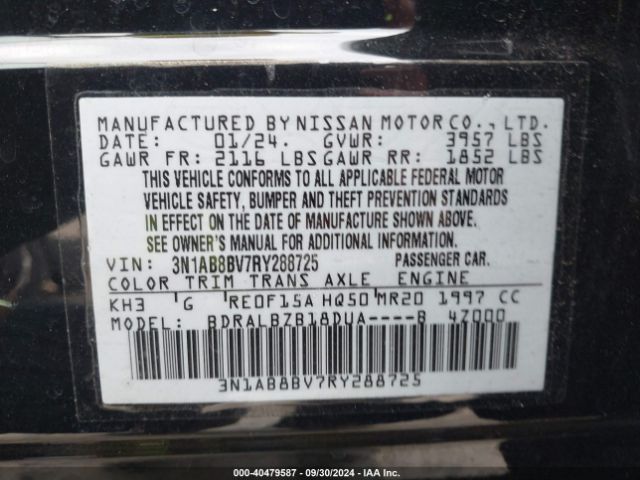 MANUFACTURED BY NISSAN MOTOR CO., LTD.
DATE: 01/24. GVWR: 3957 LBS
GAWR FR: 2116 LBS GAWR RR: 1852 LBS
THIS VEHICLE CONFORMS TO ALL APPLICABLE FEDERAL MOTOR
VEHICLE SAFETY, BUMPER AND THEFT PREVENTION STANDARDS
IN EFFECT ON THE DATE OF MANUFACTURE SHOWN ABOVE.
SEE OWNER'S MANUAL FOR ADDITIONAL INFORMATION.
VIN: 3N1AB8BV7RY288725 PASSENGER CAR.
COLOR TRIM TRANS AXLE ENGINE
KH3 G RE0F15A HQ50 MR20 1997 CC
MODEL: BDRALBZB18DUA----B 4Z000
3N1AB8BV7RY288725
000-40479587 - 09/30/2024 - IAA Inc.